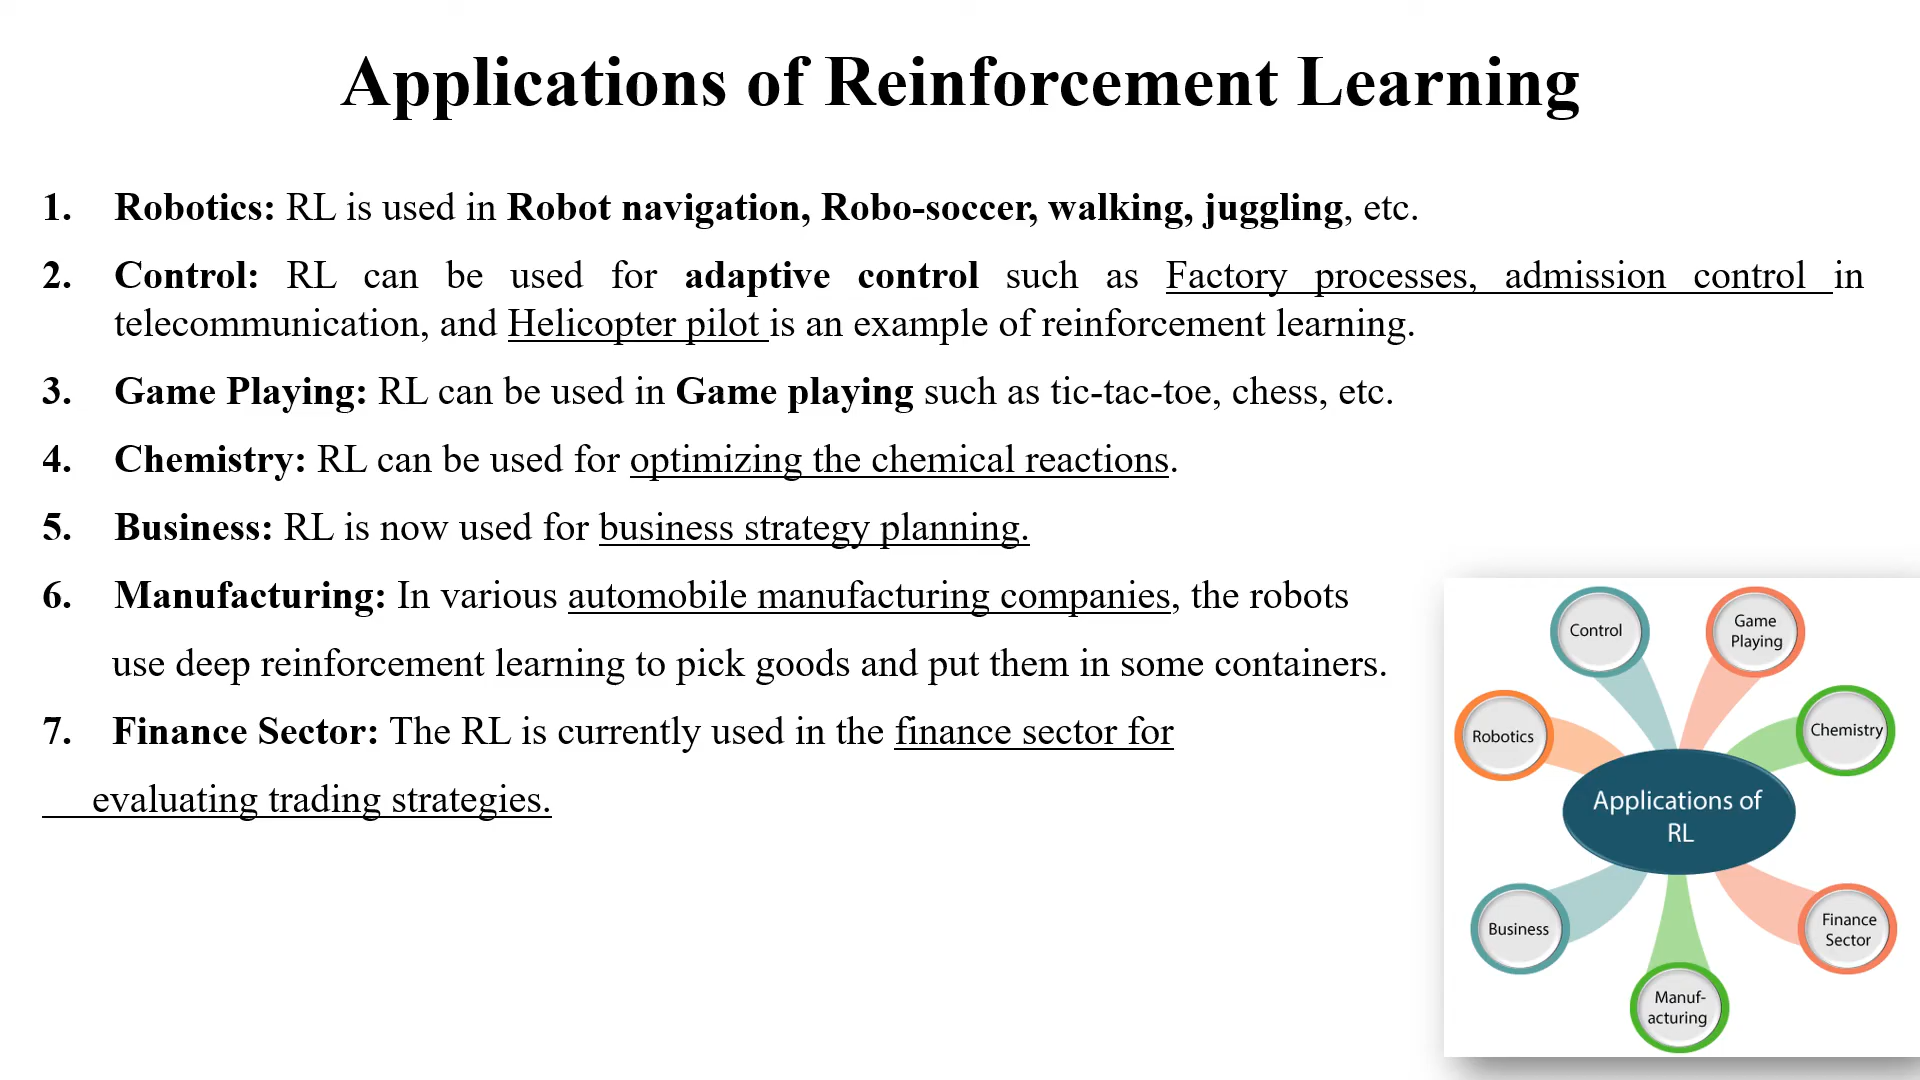 Applications of Reinforcement Learning
1. Robotics: RL is used in Robot navigation, Robo-soccer, walking, juggling, etc.
2. Control: RL can be used for adaptive control such as Factory processes, admission control in
telecommunication, and Helicopter pilot is an example of reinforcement learning.
3. Game Playing: RL can be used in Game playing such as tic-tac-toe, chess, etc.
4. Chemistry: RL can be used for optimizing the chemical reactions.
5. Business: RL is now used for business strategy planning.
6. Manufacturing: In various automobile manufacturing companies, the robots
use deep reinforcement learning to pick goods and put them in some containers.
7. Finance Sector: The RL is currently used in the finance sector for
evaluating trading strategies.
Control
Game
Playing
Robotics
Chemistry
Applications of
RL
Business
Finance
Sector
Manuf-
acturing